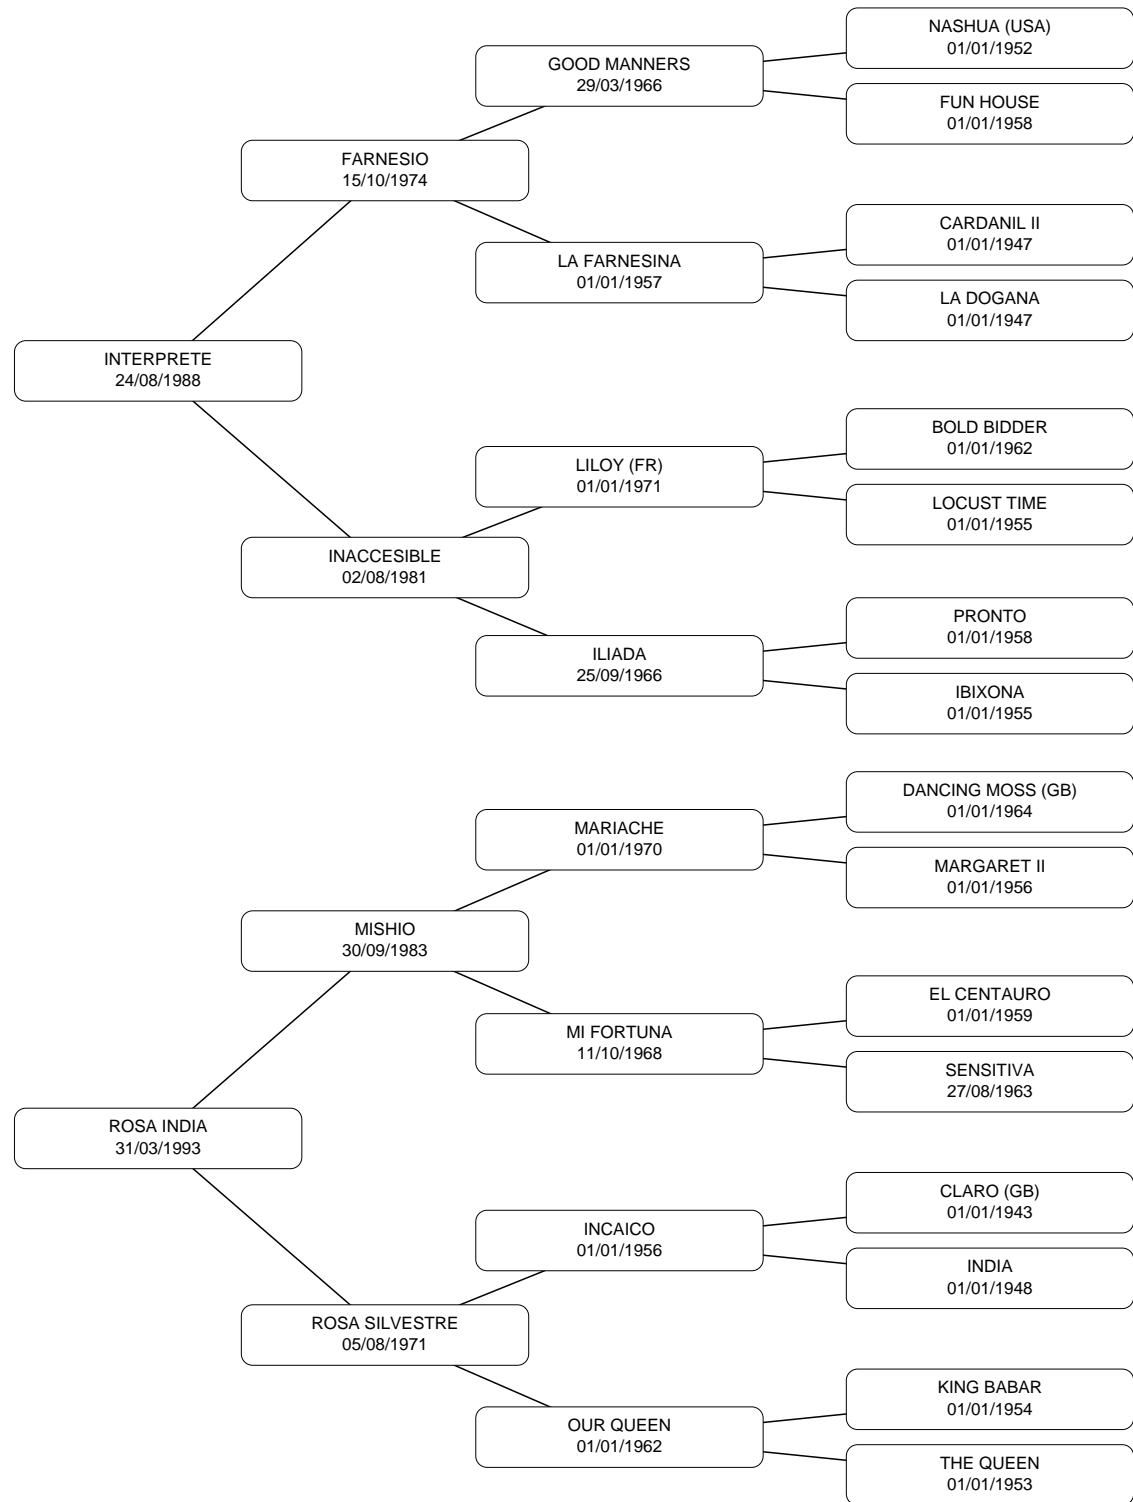 NASHUA (USA)
01/01/1952
GOOD MANNERS
29/03/1966
FUN HOUSE
01/01/1958
FARNESIO
15/10/1974
CARDANIL II
01/01/1947
LA FARNESINA
01/01/1957
LA DOGANA
01/01/1947
INTERPRETE
24/08/1988
BOLD BIDDER
01/01/1962
LILOY (FR)
01/01/1971
LOCUST TIME
01/01/1955
INACCESIBLE
02/08/1981
PRONTO
01/01/1958
ILIADA
25/09/1966
IBIXONA
01/01/1955
DANCING MOSS (GB)
01/01/1964
MARIACHE
01/01/1970
MARGARET II
01/01/1956
MISHIO
30/09/1983
EL CENTAURO
01/01/1959
MI FORTUNA
11/10/1968
SENSITIVA
27/08/1963
ROSA INDIA
31/03/1993
CLARO (GB)
01/01/1943
INCAICO
01/01/1956
INDIA
01/01/1948
ROSA SILVESTRE
05/08/1971
KING BABAR
01/01/1954
OUR QUEEN
01/01/1962
THE QUEEN
01/01/1953